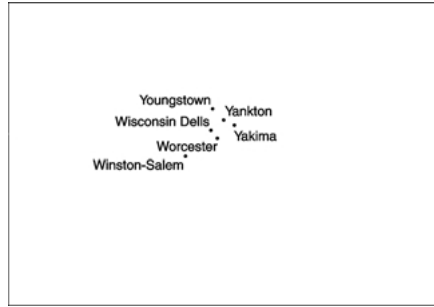 Youngstown
Yankton
Wisconsin Dells
Yakima
Worcester
Winston-Salem